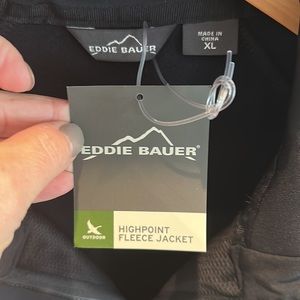 EDDIE BAUER
MADE IN
CHINA
XL
EDDIE BAUER®
OUTDOOR
HIGHPOINT
FLEECE JACKET